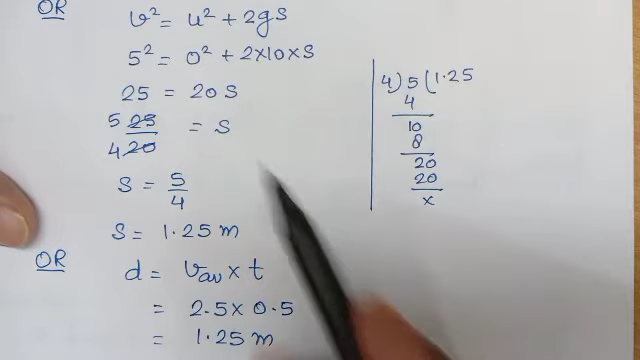 OR
v² = u² + 2gs
5² = 0² + 2×10×s
25 = 20 s
5 25 / 4 20 = s
s = 5/4
s = 1.25 m
OR
d = Vav × t
= 2.5 × 0.5
= 1.25 m
4) 5 ( 1.25
4
10
8
20
20
x